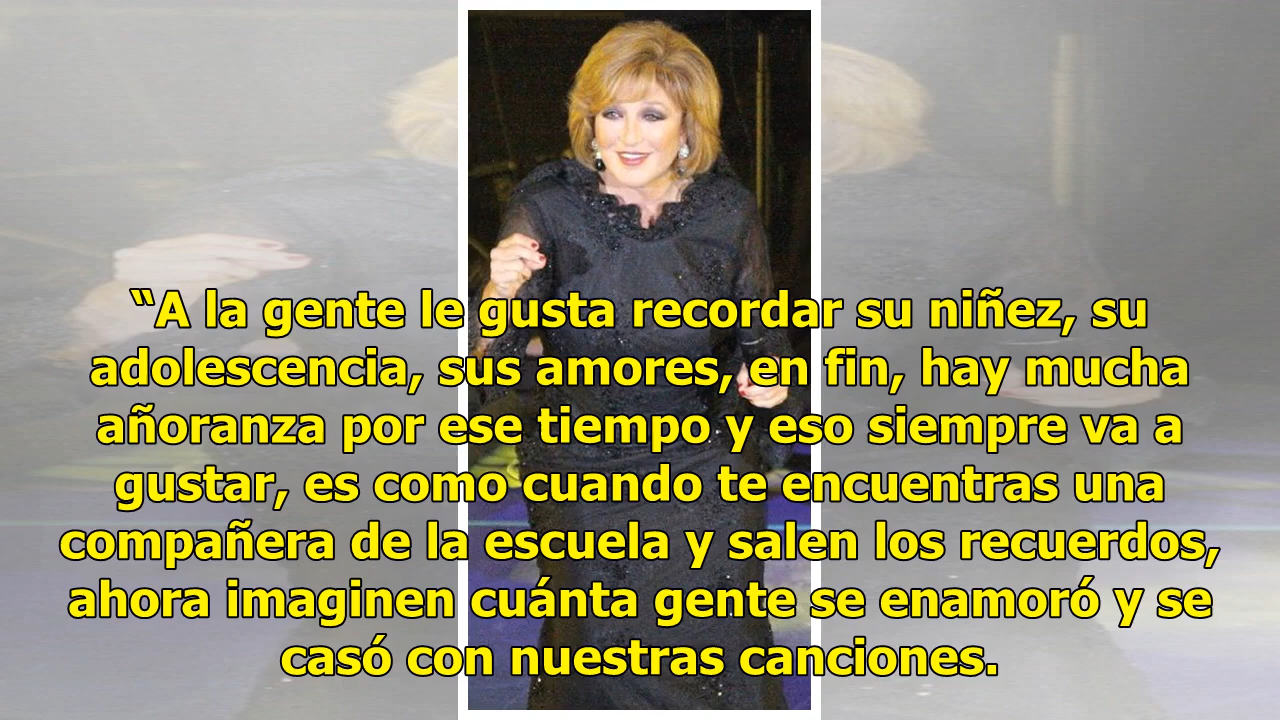 “A la gente le gusta recordar su niñez, su
adolescencia, sus amores, en fin, hay mucha
añoranza por ese tiempo y eso siempre va a
gustar, es como cuando te encuentras una
compañera de la escuela y salen los recuerdos,
ahora imaginen cuánta gente se enamoró y se
casó con nuestras canciones.